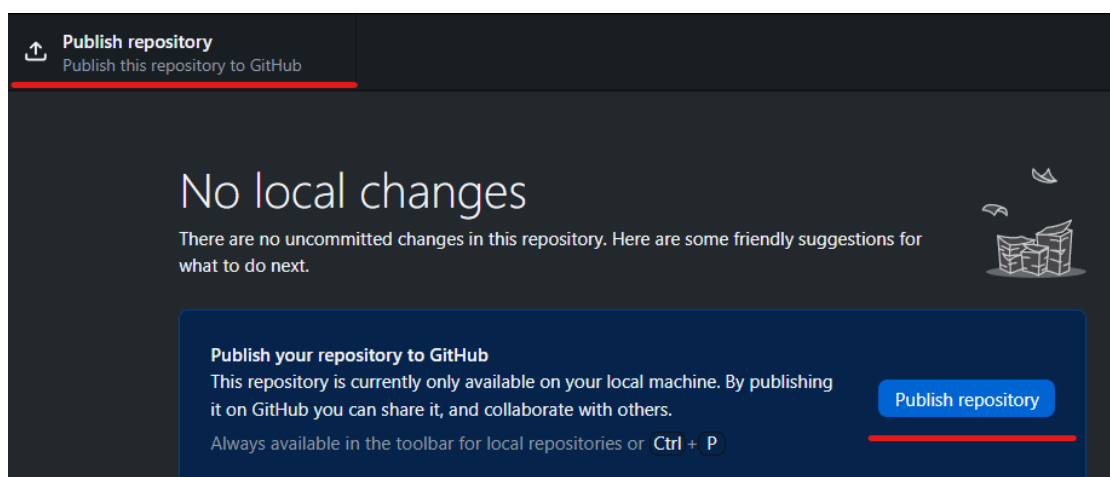 Publish repository
Publish this repository to GitHub
No local changes
There are no uncommitted changes in this repository. Here are some friendly suggestions for
what to do next.
Publish your repository to GitHub
This repository is currently only available on your local machine. By publishing
it on GitHub you can share it, and collaborate with others.
Publish repository
Always available in the toolbar for local repositories or Ctrl + P